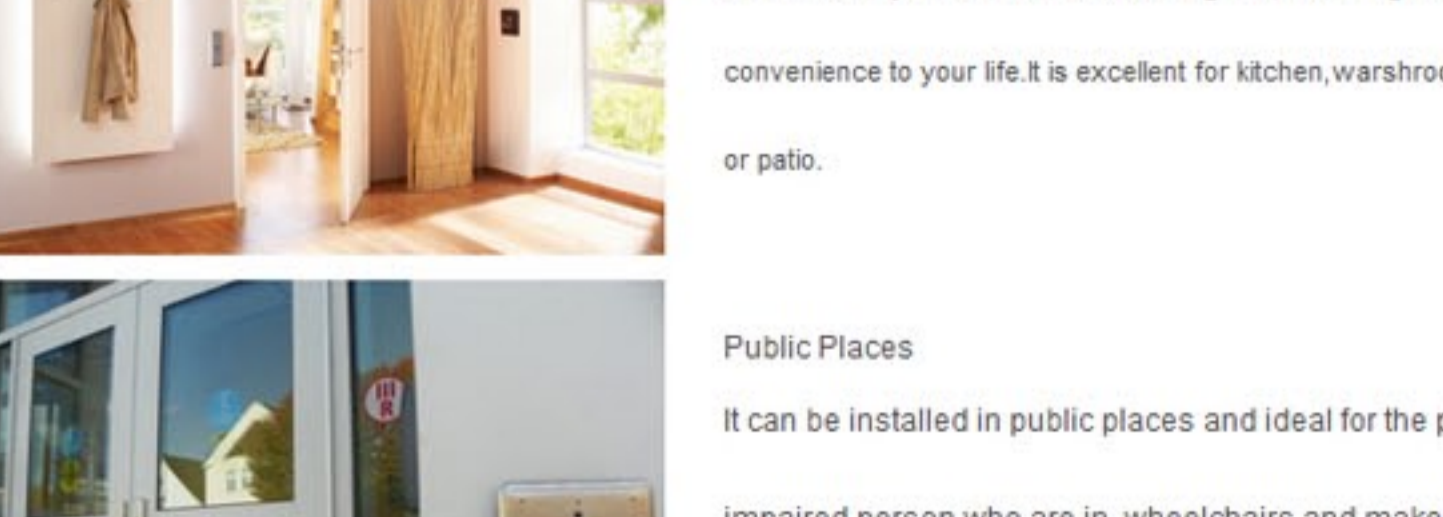 convenience to your life.It is excellent for kitchen,
or patio.
Public Places
It can be installed in public places and ideal for the
impaired person who are in wheelchairs and make